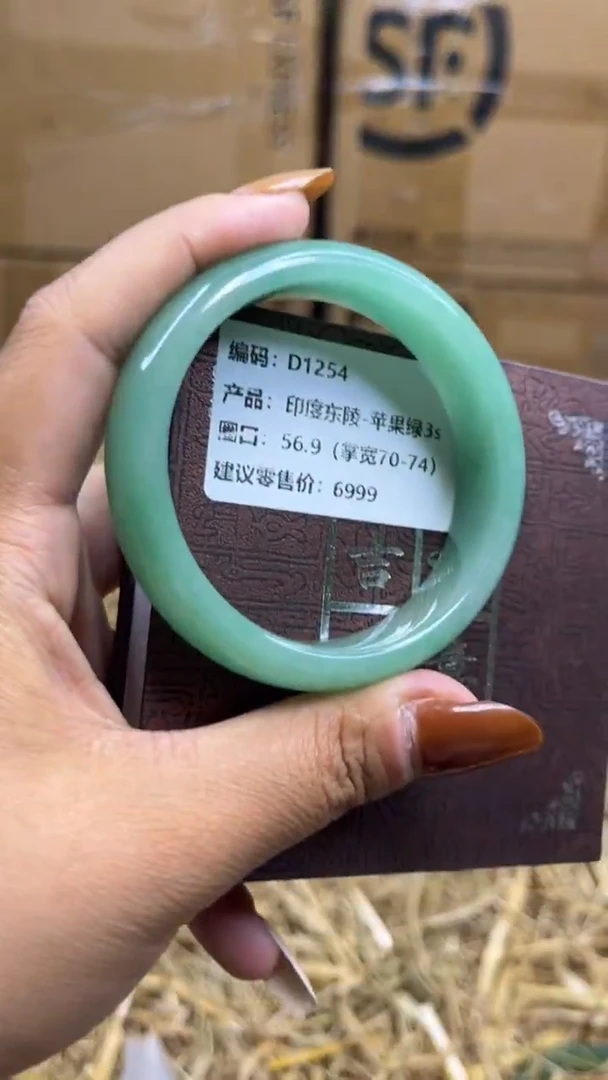 SF
编码：D1254
产品：印度东陵-苹果绿3s
圈口：56.9（掌宽70-74）
建议零售价：6999
吉